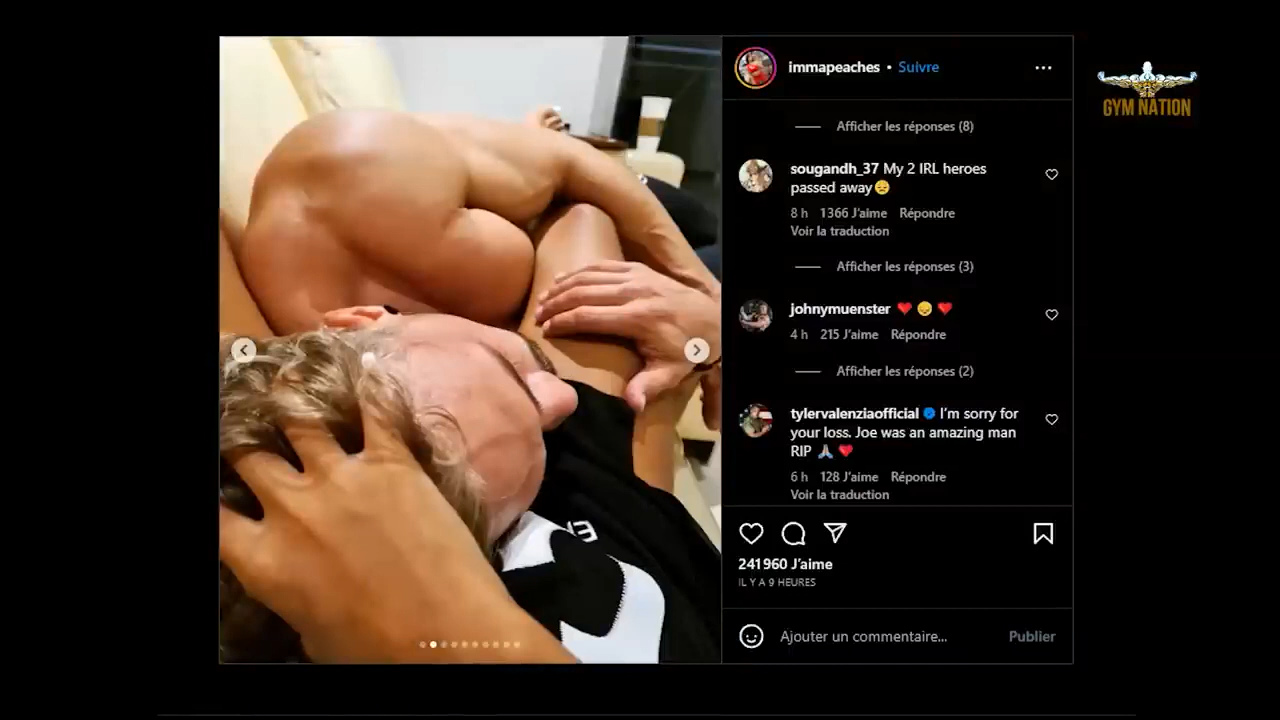 immapeaches • Suivre
GYM NATION
Afficher les réponses (8)
sougandh_37 My 2 IRL heroes
passed away😔
8 h 1366 J'aime Répondre
Voir la traduction
Afficher les réponses (3)
johnymuenster ❤️ 😔 ❤️
4 h 215 J'aime Répondre
Afficher les réponses (2)
tylervalenziaofficial I'm sorry for
your loss. Joe was an amazing man
RIP 🙏🏼 ❤️
6 h 128 J'aime Répondre
Voir la traduction
241 960 J'aime
IL Y A 9 HEURES
Ajouter un commentaire... Publier